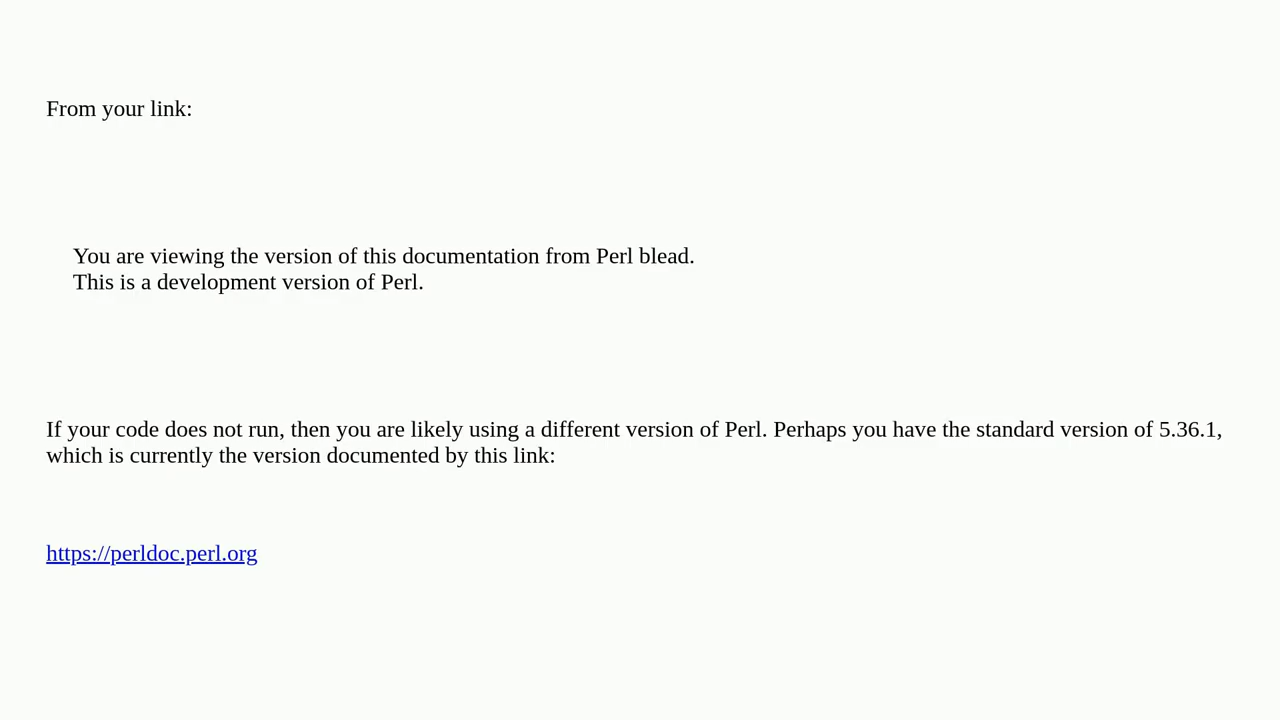 From your link:
You are viewing the version of this documentation from Perl blead.
This is a development version of Perl.
If your code does not run, then you are likely using a different version of Perl. Perhaps you have the standard version of 5.36.1,
which is currently the version documented by this link:
https://perldoc.perl.org